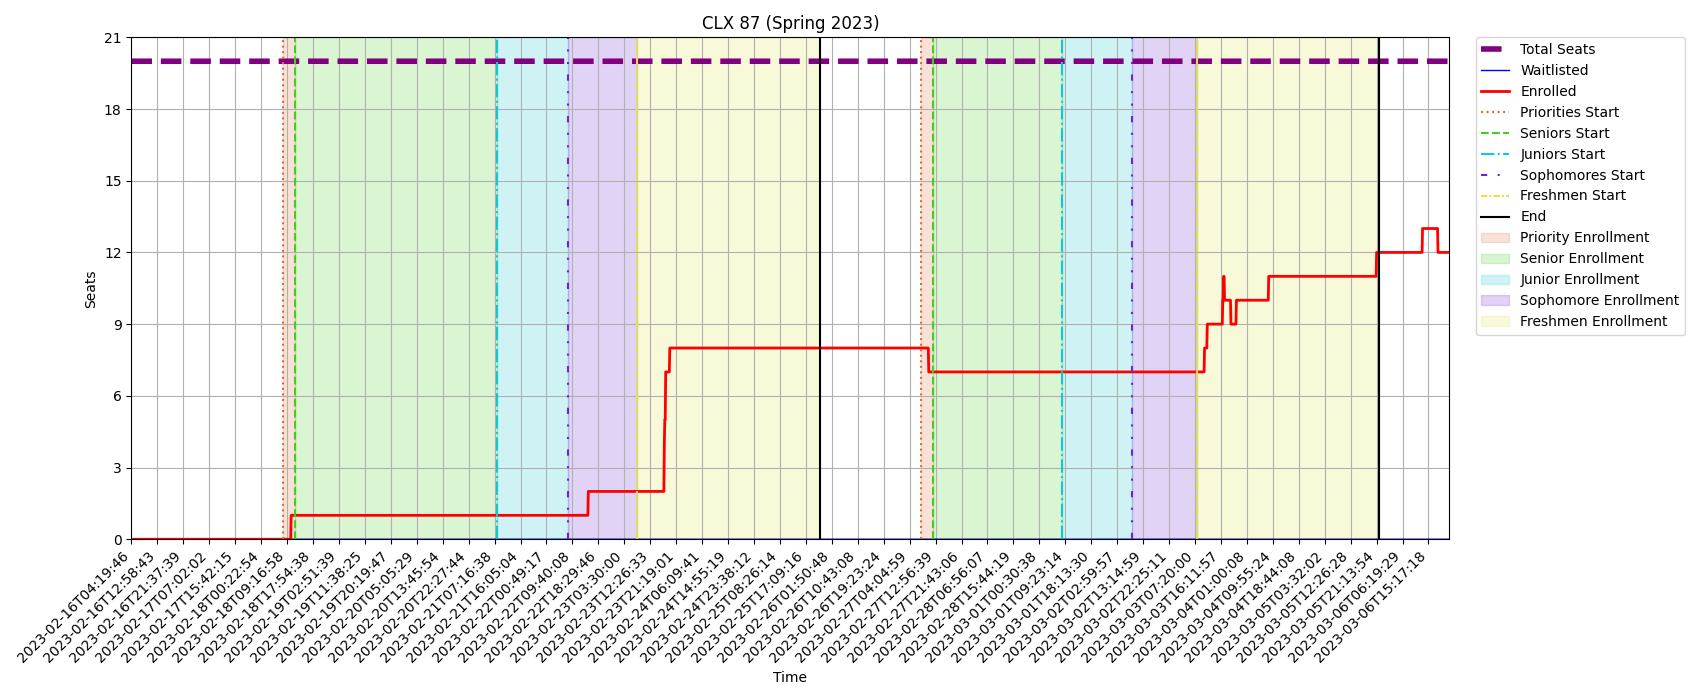 CLX 87 (Spring 2023)
21
18
15
12
9
6
3
0
Seats
2023-02-16T04:19:46
2023-02-16T12:58:43
2023-02-16T21:37:39
2023-02-17T07:02:02
2023-02-17T15:42:15
2023-02-18T00:22:54
2023-02-18T09:16:58
2023-02-18T17:54:38
2023-02-19T02:51:39
2023-02-19T11:38:25
2023-02-19T20:19:47
2023-02-20T05:05:29
2023-02-20T13:45:54
2023-02-20T22:27:44
2023-02-21T07:16:38
2023-02-21T16:05:04
2023-02-22T00:49:17
2023-02-22T09:40:08
2023-02-22T18:29:46
2023-02-23T03:30:00
2023-02-23T12:26:33
2023-02-23T21:19:01
2023-02-24T06:09:41
2023-02-24T14:55:19
2023-02-24T23:38:12
2023-02-25T08:26:14
2023-02-25T17:09:16
2023-02-26T01:50:48
2023-02-26T10:43:08
2023-02-26T19:23:24
2023-02-27T04:04:59
2023-02-27T12:56:39
2023-02-27T21:43:06
2023-02-28T06:56:07
2023-02-28T15:44:19
2023-03-01T00:30:38
2023-03-01T09:23:14
2023-03-01T18:13:30
2023-03-02T02:59:57
2023-03-02T13:14:59
2023-03-02T22:25:11
2023-03-03T07:20:00
2023-03-03T16:11:57
2023-03-04T01:00:08
2023-03-04T09:55:24
2023-03-04T18:44:08
2023-03-05T03:32:02
2023-03-05T12:26:28
2023-03-05T21:13:54
2023-03-06T06:19:29
2023-03-06T15:17:18
Time
Total Seats
Waitlisted
Enrolled
Priorities Start
Seniors Start
Juniors Start
Sophomores Start
Freshmen Start
End
Priority Enrollment
Senior Enrollment
Junior Enrollment
Sophomore Enrollment
Freshmen Enrollment